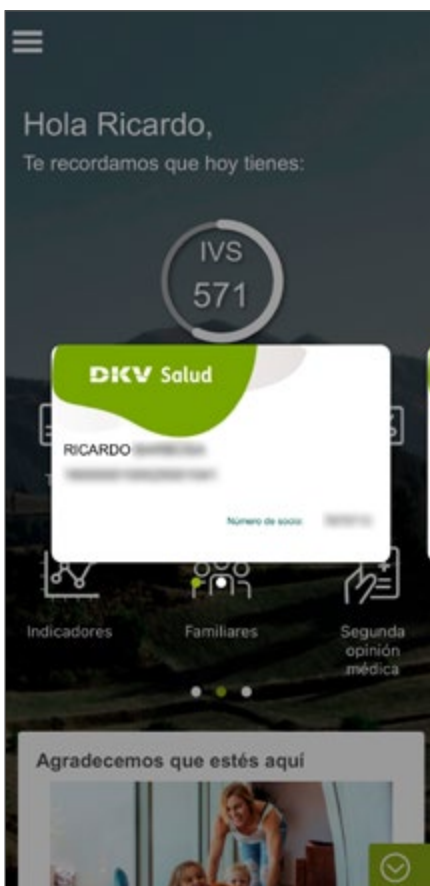 Hola Ricardo,
Te recordamos que hoy tienes:
IVS
571
DKV Salud
RICARDO
Número de socio:
Indicadores
Familiares
Segunda
opinión
médica
Agradecemos que estés aquí